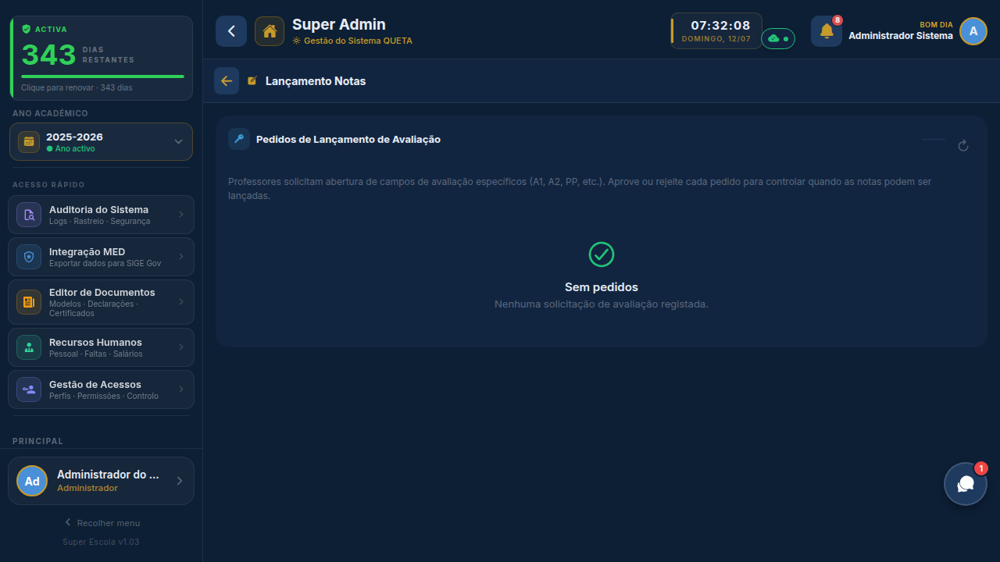 ACTIVA
343 DIAS RESTANTES
Clique para renovar · 343 dias
ANO ACADÉMICO
2025-2026
Ano activo
ACESSO RÁPIDO
Auditoria do Sistema
Logs · Rastreio · Segurança
Integração MED
Exportar dados para SIGE Gov
Editor de Documentos
Modelos · Declarações ·
Certificados
Recursos Humanos
Pessoal · Faltas · Salários
Gestão de Acessos
Perfis · Permissões · Controlo
PRINCIPAL
Ad
Administrador do ...
Administrador
Recolher menu
Super Escola v1.03
Super Admin
Gestão do Sistema QUETA
07:32:08
DOMINGO, 12/07
8
BOM DIA
Administrador Sistema
A
Lançamento Notas
Pedidos de Lançamento de Avaliação
Professores solicitam abertura de campos de avaliação específicos (A1, A2, PP, etc.). Aprove ou rejeite cada pedido para controlar quando as notas podem ser
lançadas.
Sem pedidos
Nenhuma solicitação de avaliação registada.
1